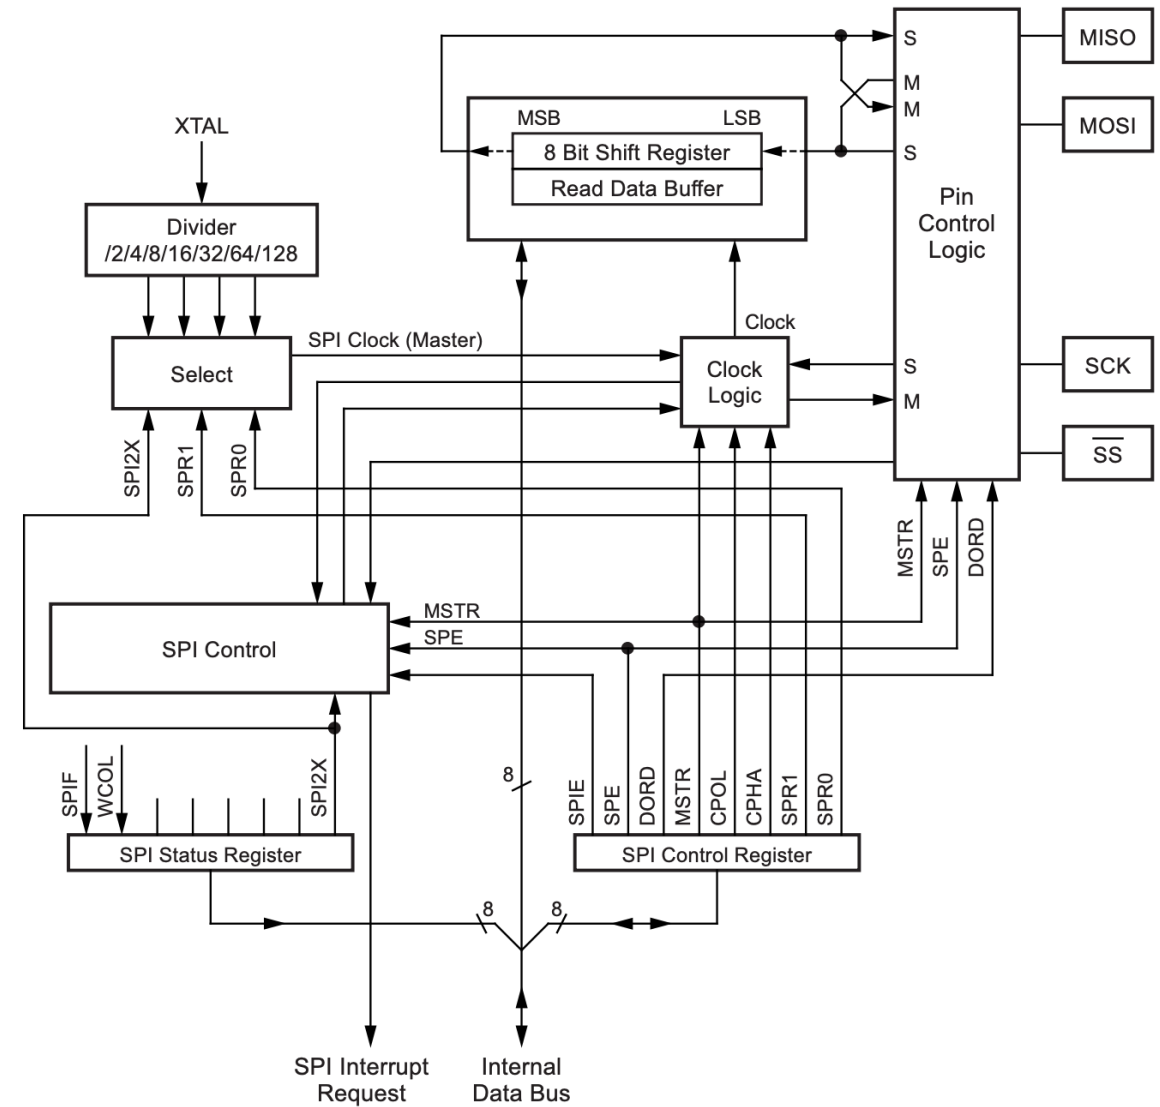 S
MISO
M
MSB
LSB
M
MOSI
XTAL
8 Bit Shift Register
S
Read Data Buffer
Pin
Control
Logic
Divider
/2/4/8/16/32/64/128
Clock
SPI Clock (Master)
Select
Clock
Logic
S
SCK
M
SPI2X
SPR1
SPR0
SS
MSTR
SPE
DORD
MSTR
SPE
SPI Control
SPIF
WCOL
SPI2X
8
SPIE
SPE
DORD
MSTR
CPOL
CPHA
SPR1
SPR0
SPI Status Register
SPI Control Register
8
8
SPI Interrupt
Request
Internal
Data Bus